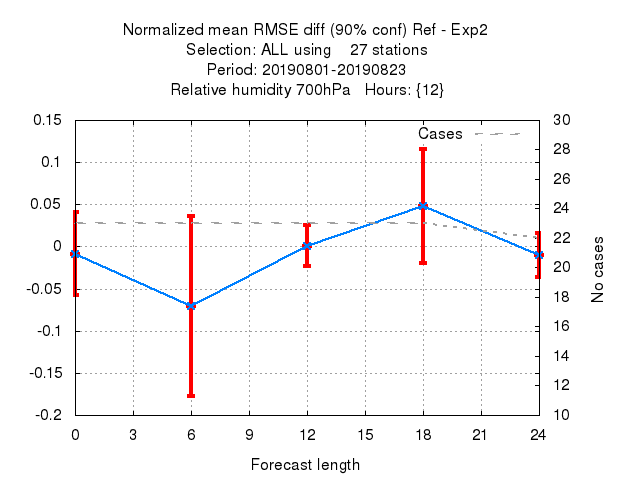 Normalized mean RMSE diff (90% conf) Ref - Exp2
Selection: ALL using    27 stations
Period: 20190801-20190823
Relative humidity 700hPa   Hours: {12}
Cases
0.15
0.1
0.05
0
-0.05
-0.1
-0.15
-0.2
30
28
26
24
22
20
18
16
14
12
10
No cases
0 3 6 9 12 15 18 21 24
Forecast length